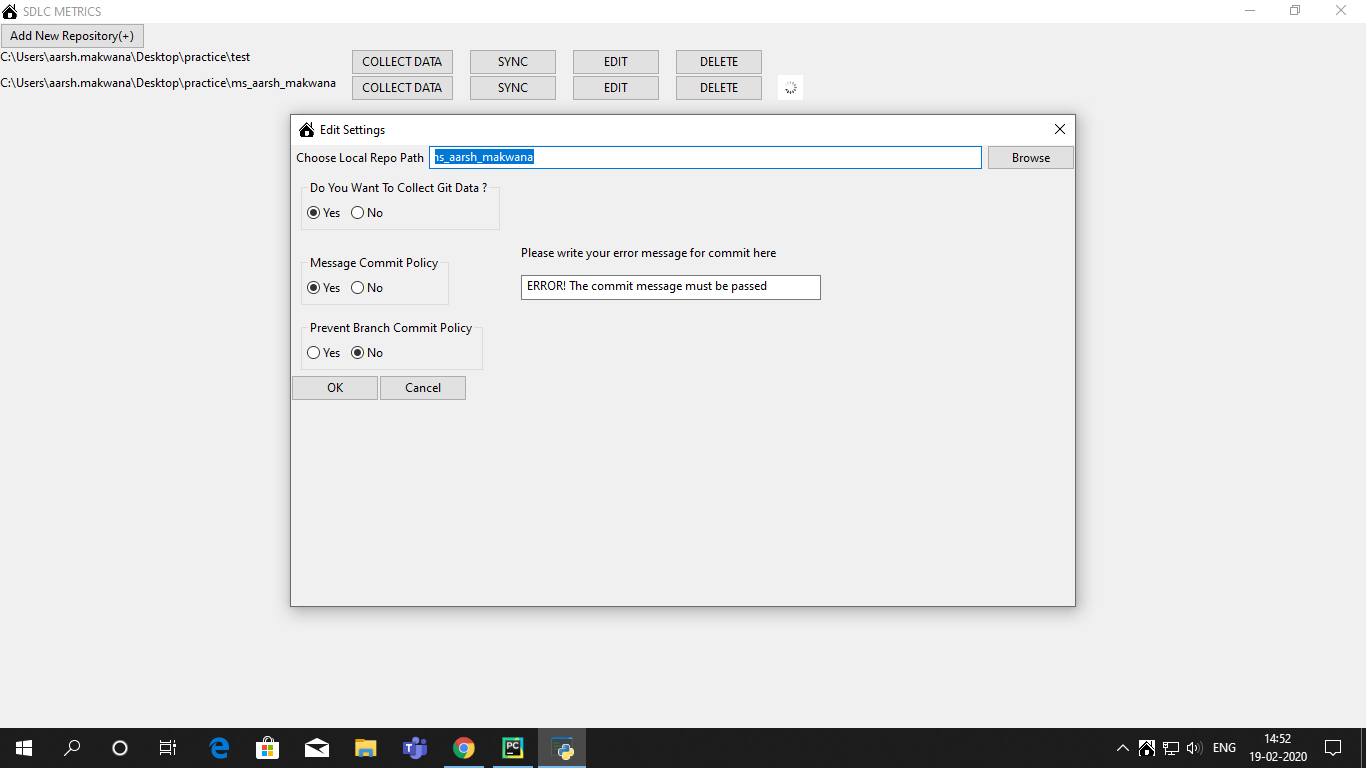 SDLC METRICS
Add New Repository(+)
C:\Users\aarsh.makwana\Desktop\practice\test COLLECT DATA SYNC EDIT DELETE
C:\Users\aarsh.makwana\Desktop\practice\ms_aarsh_makwana COLLECT DATA SYNC EDIT DELETE
Edit Settings
Choose Local Repo Path ms_aarsh_makwana Browse
Do You Want To Collect Git Data ?
Yes No
Please write your error message for commit here
Message Commit Policy
Yes No ERROR! The commit message must be passed
Prevent Branch Commit Policy
Yes No
OK Cancel
PC
ENG 14:52
19-02-2020